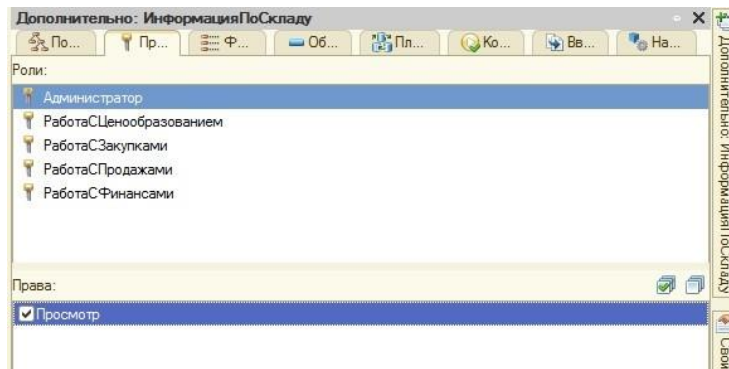 Дополнительно: ИнформацияПоСкладу
По... Пр... Ф... Об... Пл... Ко... Вв... На...
Роли:
Администратор
РаботаСЦенообразованием
РаботаСЗакупками
РаботаСПродажами
РаботаСФинансами
Права:
Просмотр
Дополнительно: ИнформацияПоСкладу
Свой